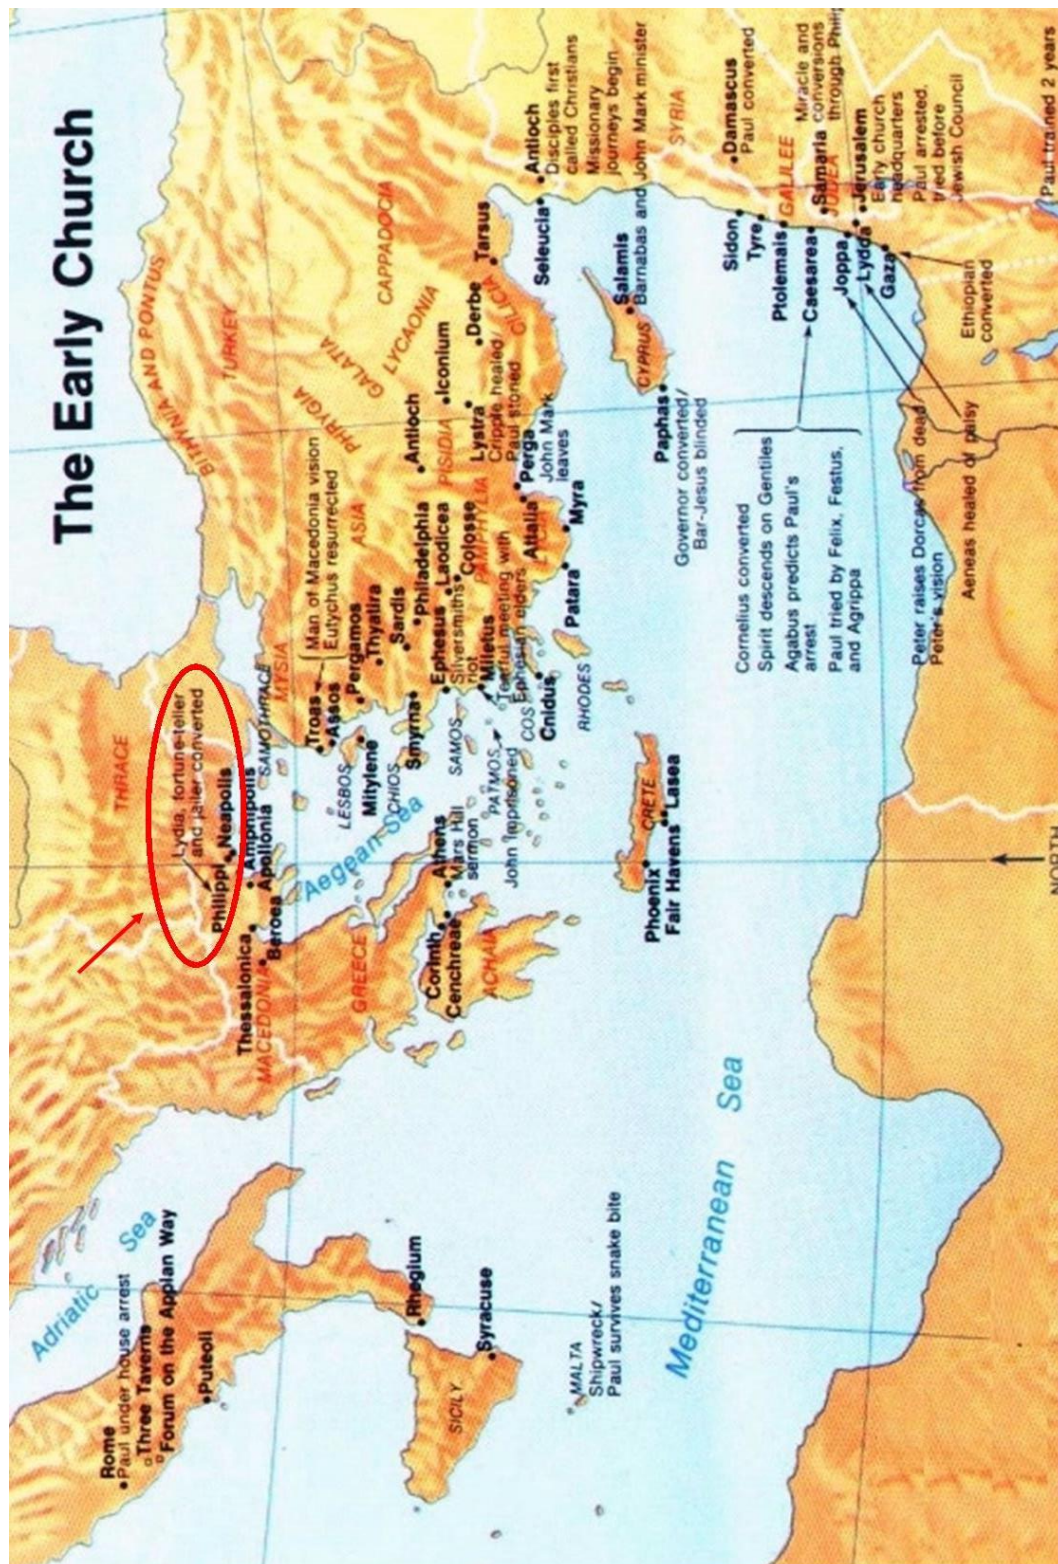 The Early Church
BITHYNIA AND PONTUS
TURKEY
CAPPADOCIA
GALATIA
LYCAONIA
PHRYGIA
PISIDIA
ASIA
MYSIA
PAMPHYLIA
CILICIA
SYRIA
GALILEE
JUDEA
THRACE
MACEDONIA
GREECE
ACHAIA
Rome
Paul under house arrest
Three Taverns
Forum on the Appian Way
Puteoli
Adriatic Sea
Rhegium
Syracuse
SICILY
MALTA
Shipwreck/
Paul survives snake bite
Mediterranean Sea
Lydia, fortune-teller
and jailer converted
Philippi
Neapolis
Amphipolis
Apollonia
Thessalonica
Beroea
SAMOTHRACE
Aegean Sea
Athens
Mars Hill
sermon
Corinth
Cenchreae
Man of Macedonia vision
Eutychus resurrected
Troas
Assos
Pergamos
Thyatira
Sardis
Philadelphia
Laodicea
Colosse
LESBOS
Mitylene
CHIOS
Smyrna
Ephesus
Silversmiths
riot
SAMOS
Miletus
Tearful meeting with
Ephesian elders
PATMOS
John imprisoned
COS
Cnidus
RHODES
Patara
Myra
Attalia
Perga
John Mark
leaves
Antioch
Iconium
Lystra
Cripple healed/
Paul stoned
Derbe
Tarsus
Antioch
Disciples first
called Christians
Missionary
journeys begin
Seleucia
Salamis
Barnabas and John Mark minister
CYPRUS
Paphas
Governor converted/
Bar-Jesus blinded
CRETE
Phoenix
Fair Havens
Lasea
Damascus
Paul converted
Sidon
Tyre
Ptolemais
Caesarea
Samaria
Miracle and
conversions
through Philip
Joppa
Lydda
Gaza
Jerusalem
Early church
headquarters
Paul arrested,
tried before
Jewish Council
Ethiopian
converted
Cornelius converted
Spirit descends on Gentiles
Agabus predicts Paul's
arrest
Paul tried by Felix, Festus,
and Agrippa
Peter raises Dorcas from dead
Peter's vision
Aeneas healed of palsy
(Paul trained 2 years
NORTH